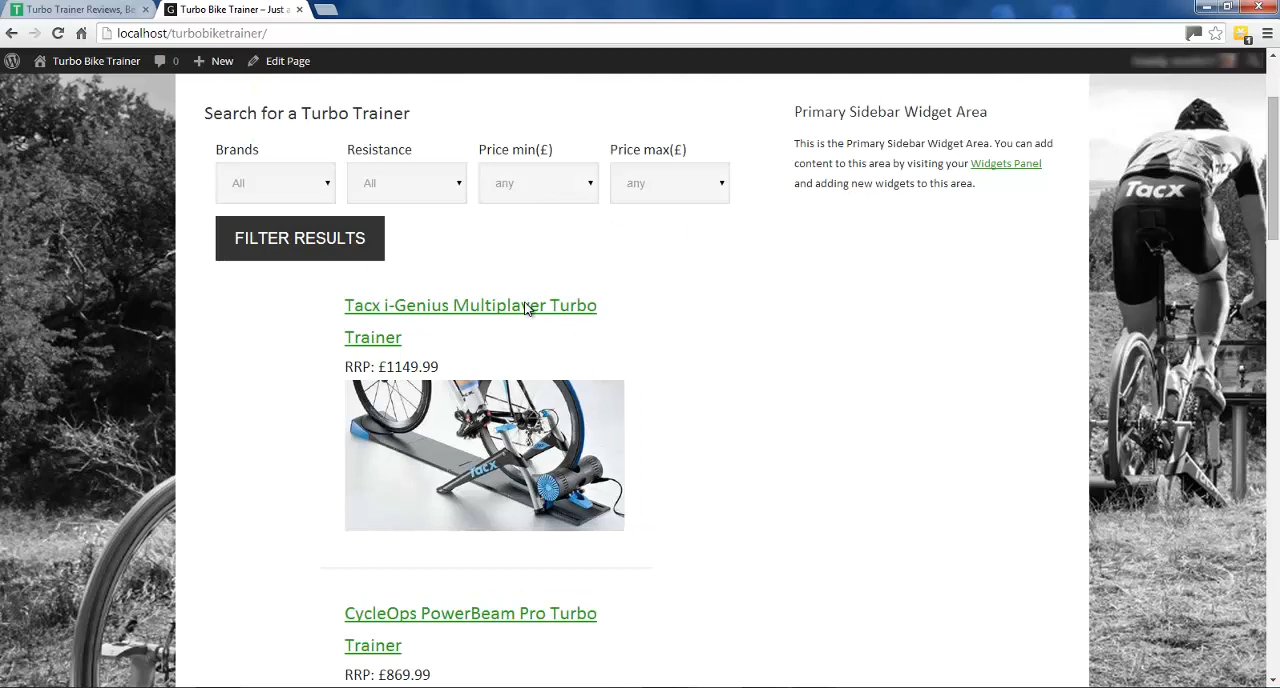 Turbo Trainer Reviews, Be
Turbo Bike Trainer – Just a
localhost/turbobiketrainer/
1
Turbo Bike Trainer
0
New
Edit Page
Search for a Turbo Trainer
Brands
Resistance
Price min(£)
Price max(£)
All
All
any
any
FILTER RESULTS
Primary Sidebar Widget Area
This is the Primary Sidebar Widget Area. You can add
content to this area by visiting your Widgets Panel
and adding new widgets to this area.
Tacx
Tacx i-Genius Multiplayer Turbo
Trainer
RRP: £1149.99
Tacx
CycleOps PowerBeam Pro Turbo
Trainer
RRP: £869.99